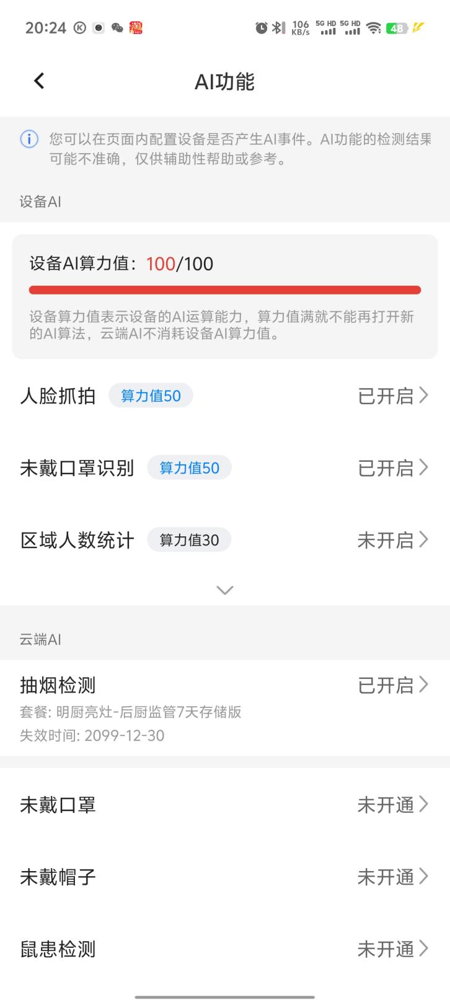 20:24
106 KB/s 5G HD 5G HD 48
AI功能
您可以在页面内配置设备是否产生AI事件。AI功能的检测结果
可能不准确，仅供辅助性帮助或参考。
设备AI
设备AI算力值：100/100
设备算力值表示设备的AI运算能力，算力值满就不能再打开新
的AI算法，云端AI不消耗设备AI算力值。
人脸抓拍 算力值50 已开启
未戴口罩识别 算力值50 已开启
区域人数统计 算力值30 未开启
云端AI
抽烟检测 已开启
套餐: 明厨亮灶-后厨监管7天存储版
失效时间: 2099-12-30
未戴口罩 未开通
未戴帽子 未开通
鼠患检测 未开通